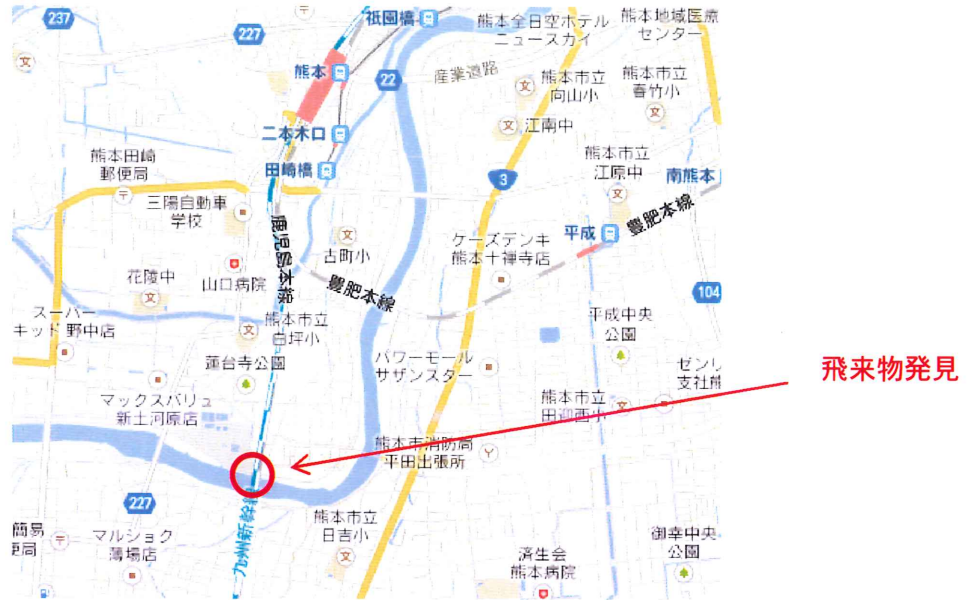 237
祇園橋
熊本全日空ホテル
ニュースカイ
熊本地域医療
センター
227
熊本
22
産業道路
熊本市立
向山小
熊本市立
春竹小
二本木口
江南中
熊本田崎
郵便局
田崎橋
熊本市立
江原中
3
南熊本
三陽自動車
学校
鹿児島本線
古町小
ケーズデンキ
熊本十禅寺店
平成
豊肥本線
花陵中
山口病院
豊肥本線
104
スーパー
キッド 野中店
熊本市立
白坪小
平成中央
公園
蓮台寺公園
パワーモール
サザンスター
ゼンリ
支社熊
飛来物発見
マックスバリュ
新土河原店
熊本市立
田迎西小
熊本市消防局
平田出張所
227
九州新幹線
熊本市立
日吉小
簡易
更局
マルショク
薄場店
済生会
熊本病院
御幸中央
公園